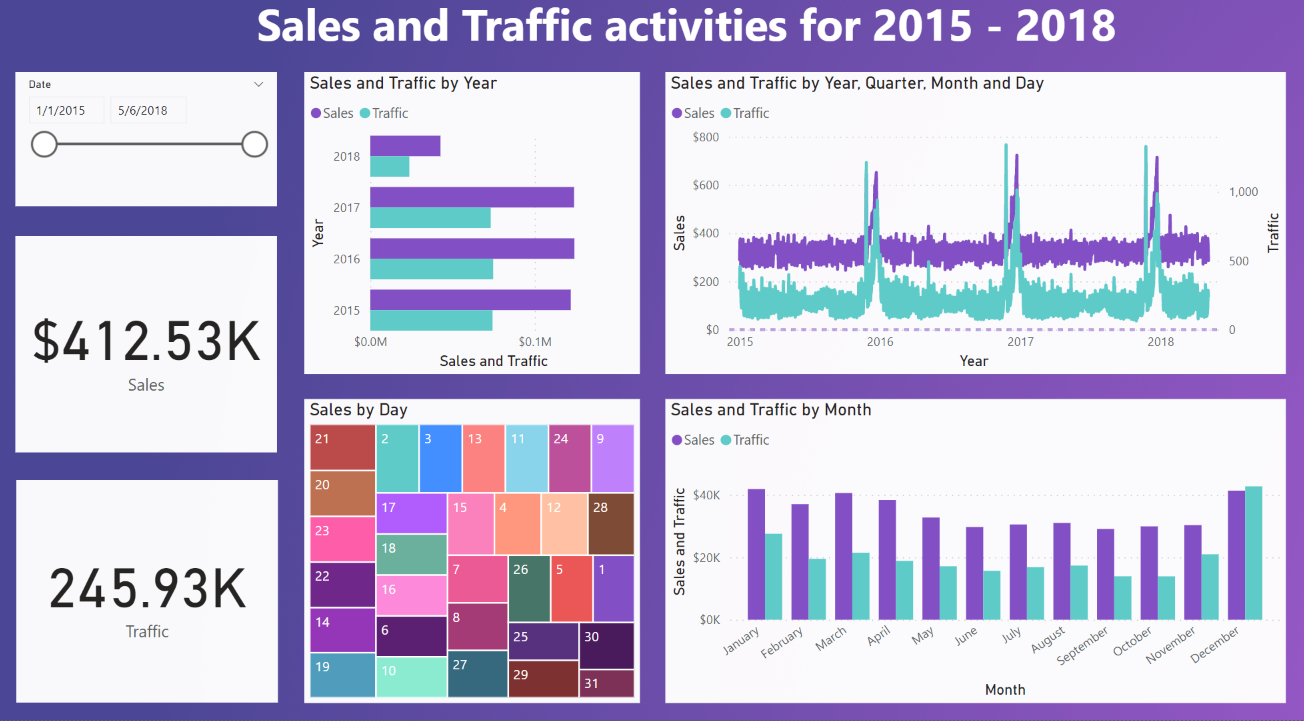 Sales and Traffic activities for 2015 - 2018
Date
1/1/2015 5/6/2018
$412.53K
Sales
245.93K
Traffic
Sales and Traffic by Year
Sales Traffic
Year
2018
2017
2016
2015
$0.0M $0.1M
Sales and Traffic
Sales and Traffic by Year, Quarter, Month and Day
Sales Traffic
Sales
$800
$600
$400
$200
$0
Traffic
1,000
500
0
2015 2016 2017 2018
Year
Sales by Day
21 2 3 13 11 24 9
20
17 15 4 12 28
23
18
22 7 26 5 1
16
14 6 8 25 30
19 10 27 29 31
Sales and Traffic by Month
Sales Traffic
Sales and Traffic
$40K
$20K
$0K
January February March April May June July August September October November December
Month